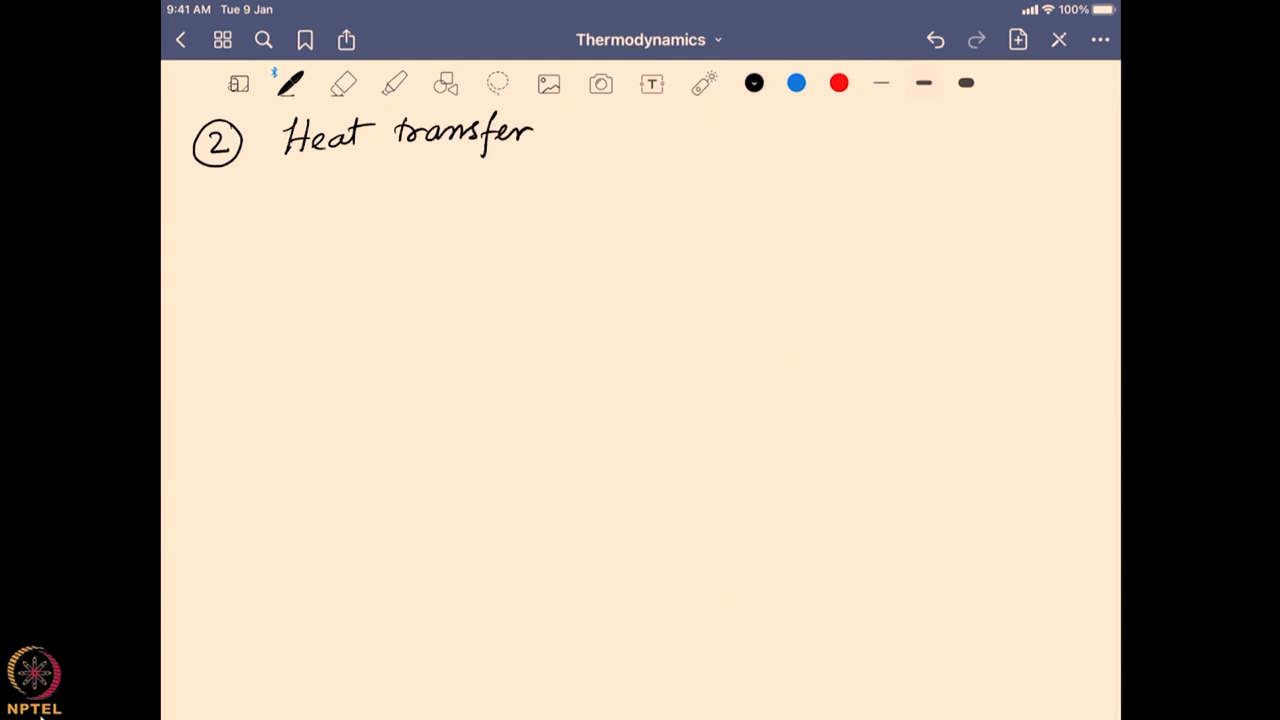 9:41 AM Tue 9 Jan 100%
Thermodynamics
T
2 Heat transfer
NPTEL